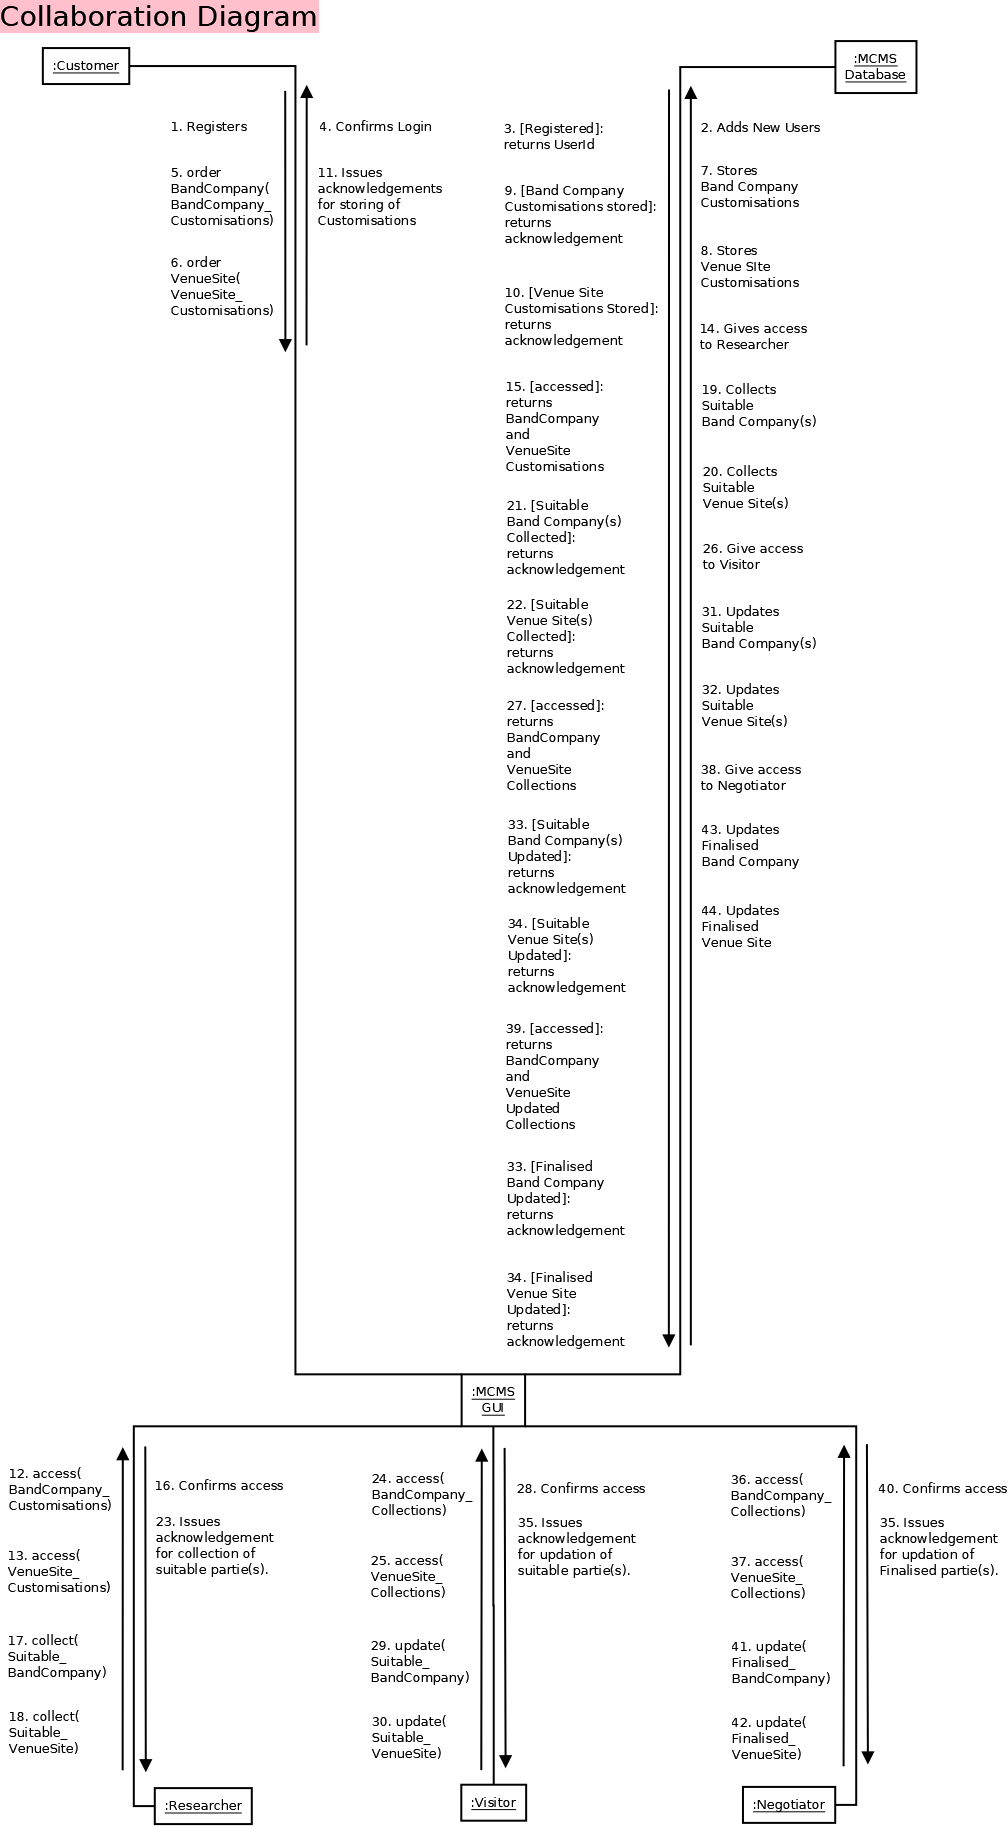 Collaboration Diagram
:Customer
:MCMS
Database
1. Registers
5. order
BandCompany(
BandCompany_
Customisations)
6. order
VenueSite(
VenueSite_
Customisations)
4. Confirms Login
11. Issues
acknowledgements
for storing of
Customisations
3. [Registered]:
returns UserId
9. [Band Company
Customisations stored]:
returns
acknowledgement
10. [Venue Site
Customisations Stored]:
returns
acknowledgement
15. [accessed]:
returns
BandCompany
and
VenueSite
Customisations
21. [Suitable
Band Company(s)
Collected]:
returns
acknowledgement
22. [Suitable
Venue Site(s)
Collected]:
returns
acknowledgement
27. [accessed]:
returns
BandCompany
and
VenueSite
Collections
33. [Suitable
Band Company(s)
Updated]:
returns
acknowledgement
34. [Suitable
Venue Site(s)
Updated]:
returns
acknowledgement
39. [accessed]:
returns
BandCompany
and
VenueSite
Updated
Collections
33. [Finalised
Band Company
Updated]:
returns
acknowledgement
34. [Finalised
Venue Site
Updated]:
returns
acknowledgement
2. Adds New Users
7. Stores
Band Company
Customisations
8. Stores
Venue SIte
Customisations
14. Gives access
to Researcher
19. Collects
Suitable
Band Company(s)
20. Collects
Suitable
Venue Site(s)
26. Give access
to Visitor
31. Updates
Suitable
Band Company(s)
32. Updates
Suitable
Venue Site(s)
38. Give access
to Negotiator
43. Updates
Finalised
Band Company
44. Updates
Finalised
Venue Site
:MCMS
GUI
12. access(
BandCompany_
Customisations)
13. access(
VenueSite_
Customisations)
17. collect(
Suitable_
BandCompany)
18. collect(
Suitable_
VenueSite)
16. Confirms access
23. Issues
acknowledgement
for collection of
suitable partie(s).
24. access(
BandCompany_
Collections)
25. access(
VenueSite_
Collections)
29. update(
Suitable_
BandCompany)
30. update(
Suitable_
VenueSite)
28. Confirms access
35. Issues
acknowledgement
for updation of
suitable partie(s).
36. access(
BandCompany_
Collections)
37. access(
VenueSite_
Collections)
41. update(
Finalised_
BandCompany)
42. update(
Finalised_
VenueSite)
40. Confirms access
35. Issues
acknowledgement
for updation of
Finalised partie(s).
:Researcher
:Visitor
:Negotiator